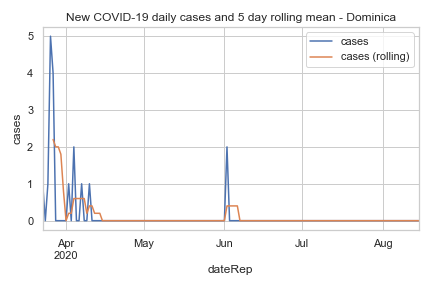 New COVID-19 daily cases and 5 day rolling mean - Dominica
cases
cases (rolling)
5
4
3
2
1
0
cases
Apr
2020
May
Jun
Jul
Aug
dateRep